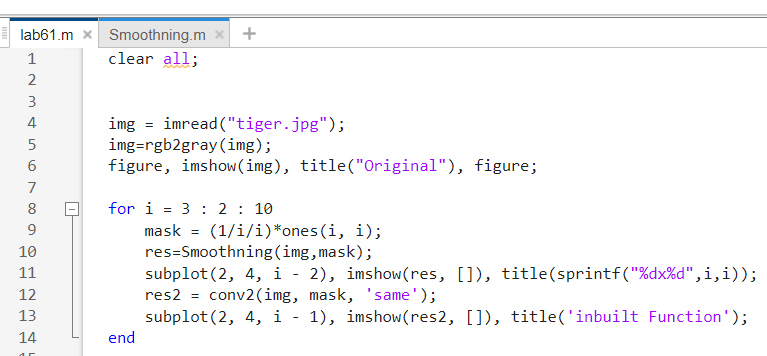 lab61.m × Smoothning.m × +
1 clear all;
2
3
4 img = imread("tiger.jpg");
5 img=rgb2gray(img);
6 figure, imshow(img), title("Original"), figure;
7
8 for i = 3 : 2 : 10
9 mask = (1/i/i)*ones(i, i);
10 res=Smoothning(img,mask);
11 subplot(2, 4, i - 2), imshow(res, []), title(sprintf("%dx%d",i,i));
12 res2 = conv2(img, mask, 'same');
13 subplot(2, 4, i - 1), imshow(res2, []), title('inbuilt Function');
14 end